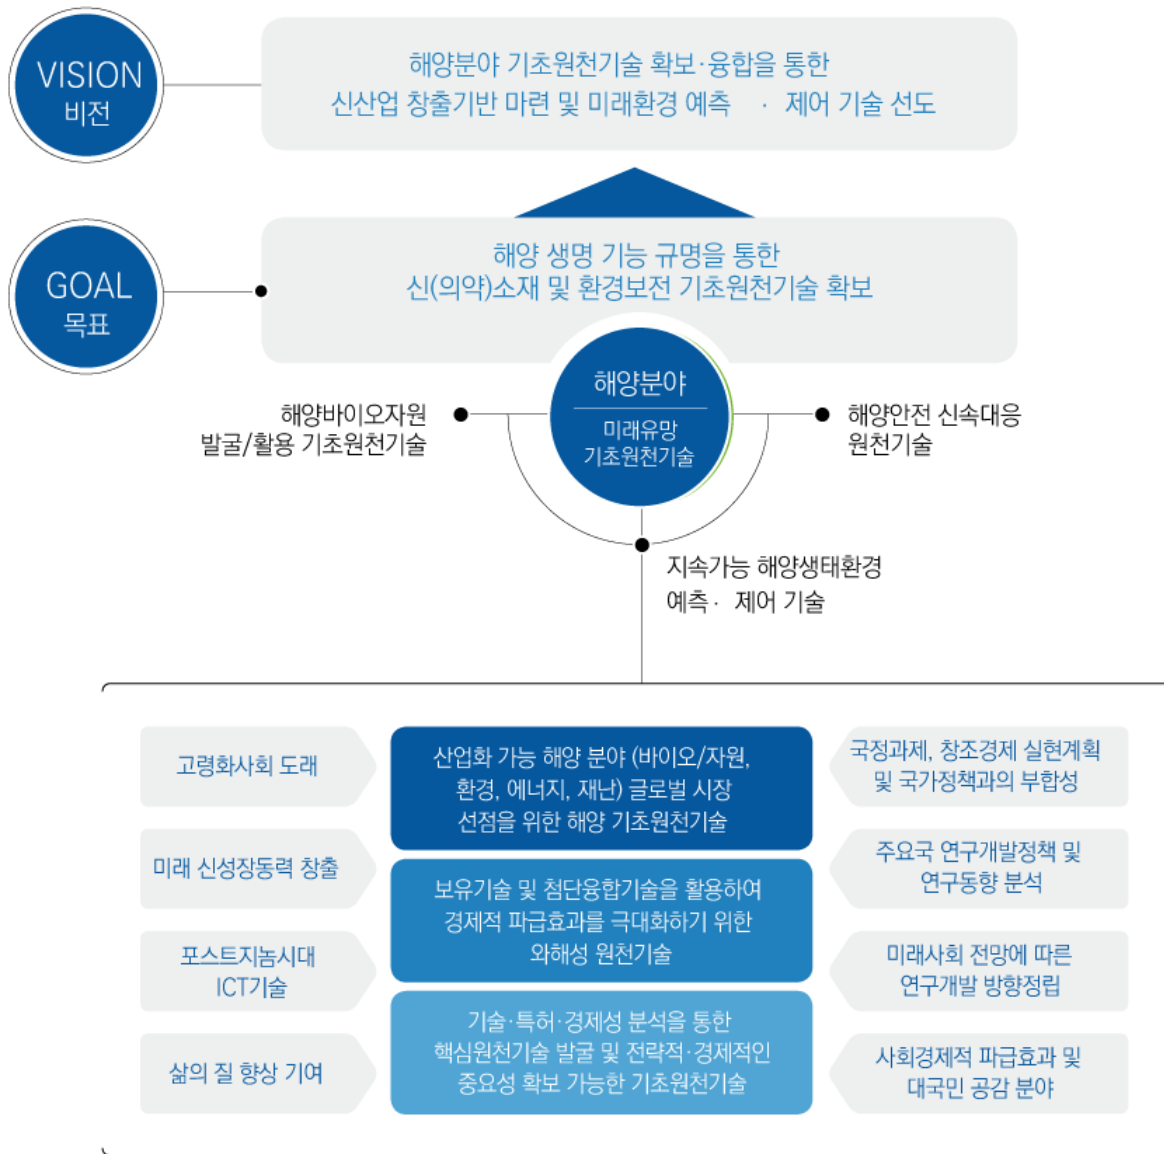 VISION
비전
해양분야 기초원천기술 확보·융합을 통한
신산업 창출기반 마련 및 미래환경 예측 · 제어 기술 선도
GOAL
목표
해양 생명 기능 규명을 통한
신(의약)소재 및 환경보전 기초원천기술 확보
해양분야
미래유망
기초원천기술
해양바이오자원
발굴/활용 기초원천기술
해양안전 신속대응
원천기술
지속가능 해양생태환경
예측· 제어 기술
고령화사회 도래
미래 신성장동력 창출
포스트지놈시대
ICT기술
삶의 질 향상 기여
산업화 가능 해양 분야 (바이오/자원,
환경, 에너지, 재난) 글로벌 시장
선점을 위한 해양 기초원천기술
보유기술 및 첨단융합기술을 활용하여
경제적 파급효과를 극대화하기 위한
와해성 원천기술
기술·특허·경제성 분석을 통한
핵심원천기술 발굴 및 전략적·경제적인
중요성 확보 가능한 기초원천기술
국정과제, 창조경제 실현계획
및 국가정책과의 부합성
주요국 연구개발정책 및
연구동향 분석
미래사회 전망에 따른
연구개발 방향정립
사회경제적 파급효과 및
대국민 공감 분야